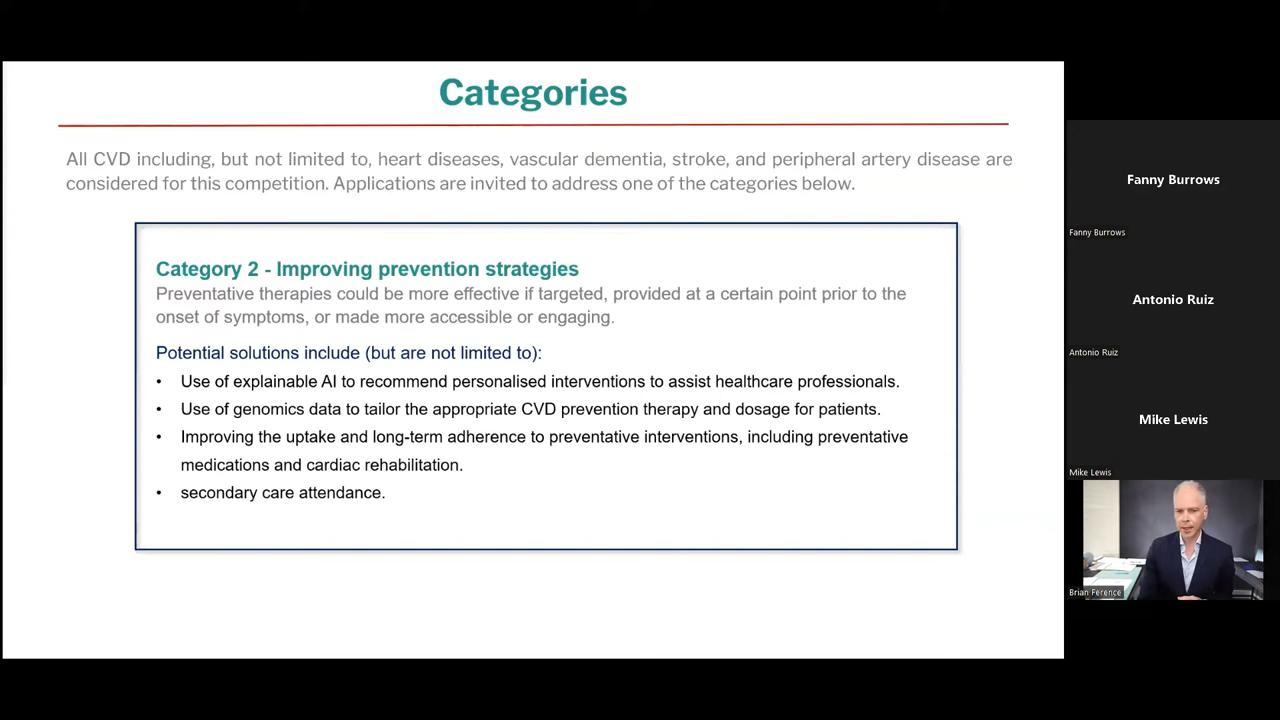 Categories
All CVD including, but not limited to, heart diseases, vascular dementia, stroke, and peripheral artery disease are
considered for this competition. Applications are invited to address one of the categories below.
Category 2 - Improving prevention strategies
Preventative therapies could be more effective if targeted, provided at a certain point prior to the
onset of symptoms, or made more accessible or engaging.
Potential solutions include (but are not limited to):
• Use of explainable AI to recommend personalised interventions to assist healthcare professionals.
• Use of genomics data to tailor the appropriate CVD prevention therapy and dosage for patients.
• Improving the uptake and long-term adherence to preventative interventions, including preventative
medications and cardiac rehabilitation.
• secondary care attendance.
Fanny Burrows
Fanny Burrows
Antonio Ruiz
Antonio Ruiz
Mike Lewis
Mike Lewis
Brian Ference